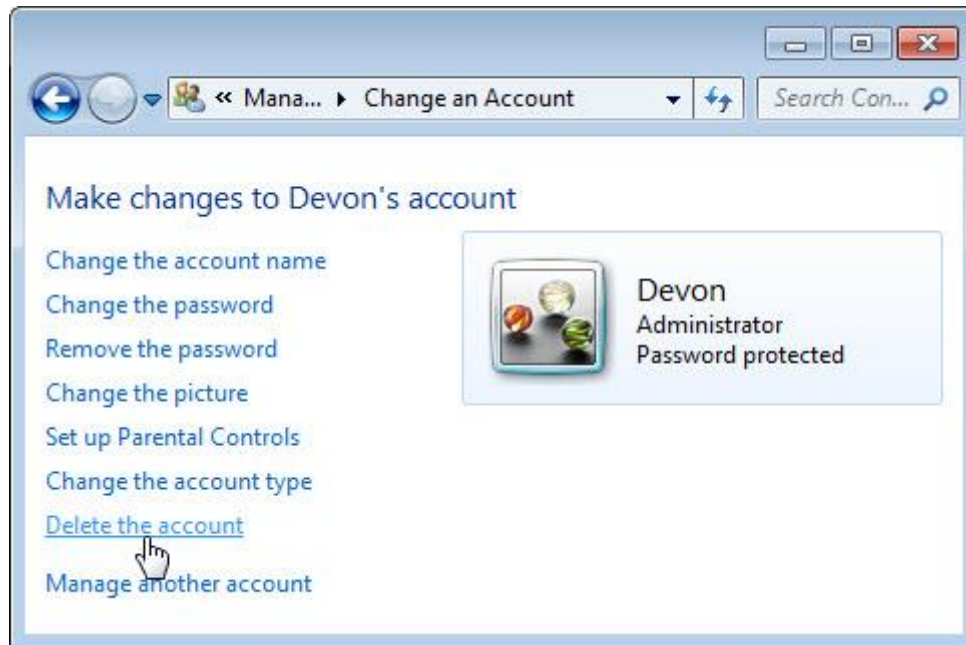 « Mana... ▸ Change an Account
Search Con...
Make changes to Devon's account
Change the account name
Change the password
Remove the password
Change the picture
Set up Parental Controls
Change the account type
Delete the account
Manage another account
Devon
Administrator
Password protected